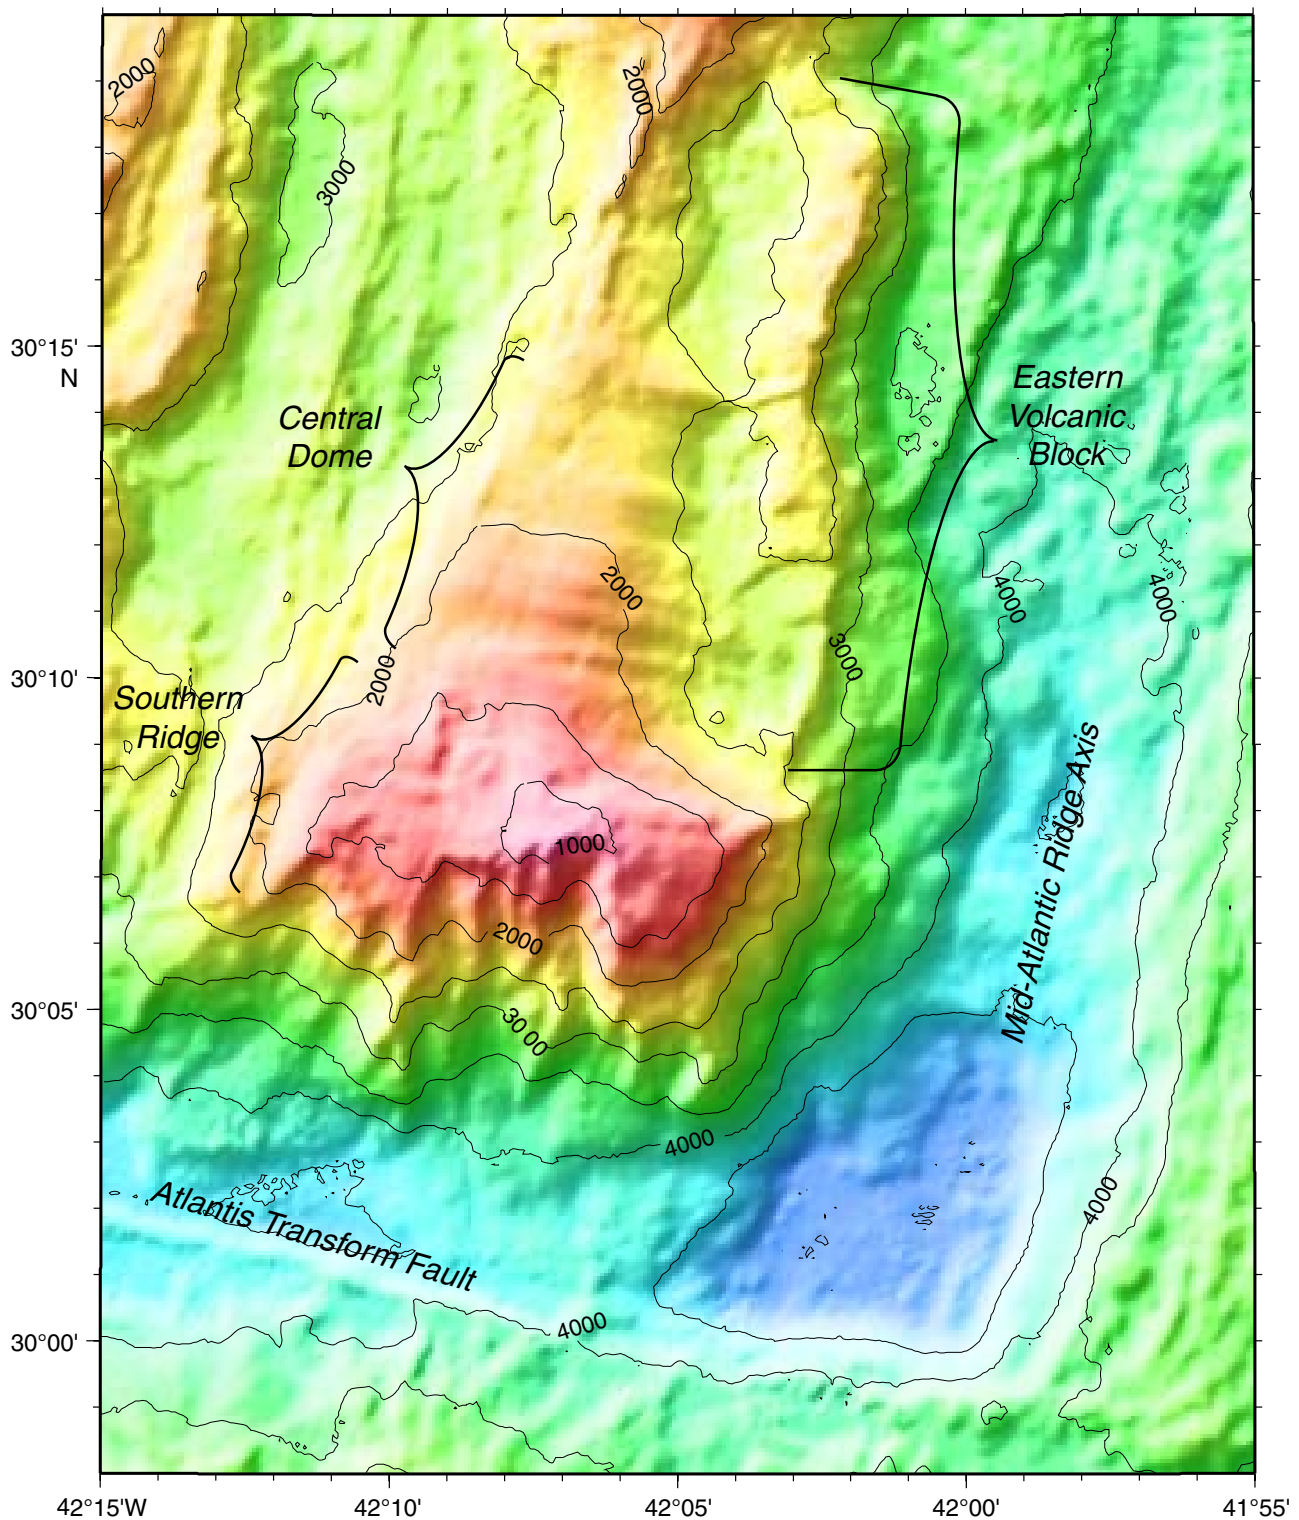 2000
2000
3000
30°15'
N
Central
Dome
Eastern
Volcanic
Block
2000
4000
4000
3000
30°10'
2000
Southern
Ridge
1000
Mid-Atlantic Ridge Axis
2000
30°05'
3000
4000
4000
Atlantis Transform Fault
4000
30°00'
42°15'W
42°10'
42°05'
42°00'
41°55'